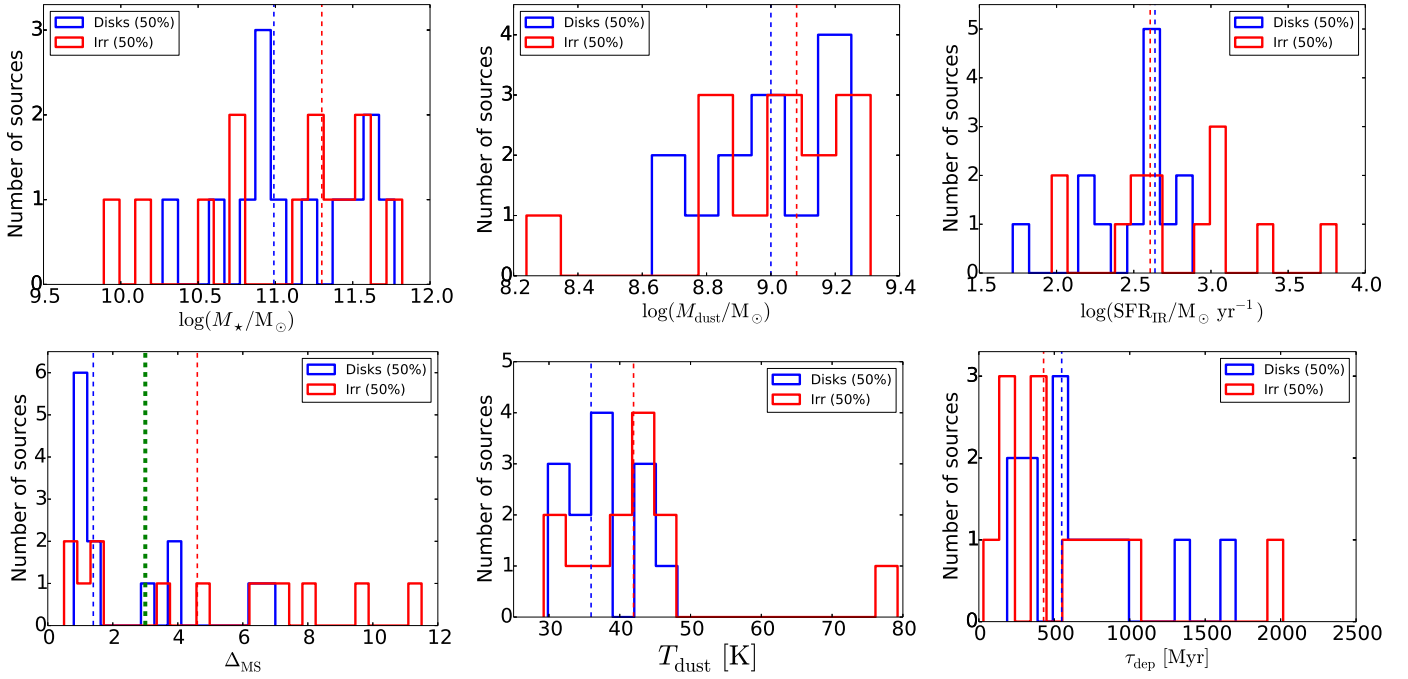 3
2
1
0
Number of sources
Disks (50%)
Irr (50%)
9.5 10.0 10.5 11.0 11.5 12.0
log(M⋆/M⊙)
4
3
2
1
0
Number of sources
Disks (50%)
Irr (50%)
8.2 8.4 8.6 8.8 9.0 9.2 9.4
log(Mdust/M⊙)
5
4
3
2
1
0
Number of sources
Disks (50%)
Irr (50%)
1.5 2.0 2.5 3.0 3.5 4.0
log(SFRIR/M⊙ yr−1)
6
5
4
3
2
1
0
Number of sources
Disks (50%)
Irr (50%)
0 2 4 6 8 10 12
ΔMS
5
4
3
2
1
0
Number of sources
Disks (50%)
Irr (50%)
30 40 50 60 70 80
Tdust [K]
3
2
1
0
Number of sources
Disks (50%)
Irr (50%)
0 500 1000 1500 2000 2500
τdep [Myr]